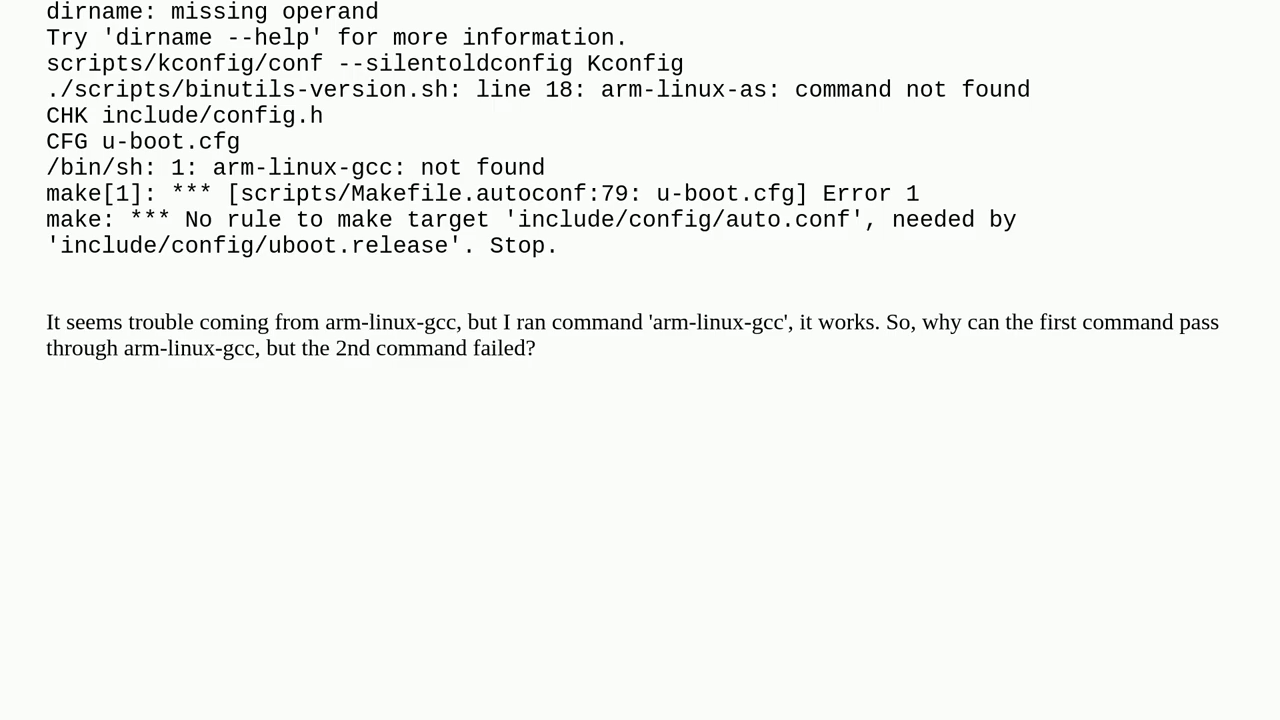 dirname: missing operand
Try 'dirname --help' for more information.
scripts/kconfig/conf --silentoldconfig Kconfig
./scripts/binutils-version.sh: line 18: arm-linux-as: command not found
CHK include/config.h
CFG u-boot.cfg
/bin/sh: 1: arm-linux-gcc: not found
make[1]: *** [scripts/Makefile.autoconf:79: u-boot.cfg] Error 1
make: *** No rule to make target 'include/config/auto.conf', needed by
'include/config/uboot.release'. Stop.
It seems trouble coming from arm-linux-gcc, but I ran command 'arm-linux-gcc', it works. So, why can the first command pass
through arm-linux-gcc, but the 2nd command failed?